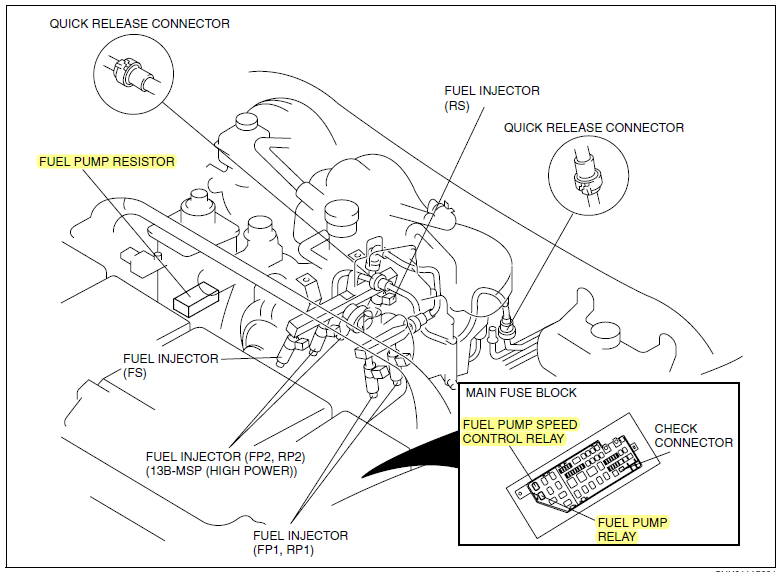 QUICK RELEASE CONNECTOR
FUEL INJECTOR
(RS)
QUICK RELEASE CONNECTOR
FUEL PUMP RESISTOR
FUEL INJECTOR
(FS)
MAIN FUSE BLOCK
FUEL PUMP SPEED
CONTROL RELAY
CHECK
CONNECTOR
FUEL INJECTOR (FP2, RP2)
(13B-MSP (HIGH POWER))
FUEL PUMP
RELAY
FUEL INJECTOR
(FP1, RP1)